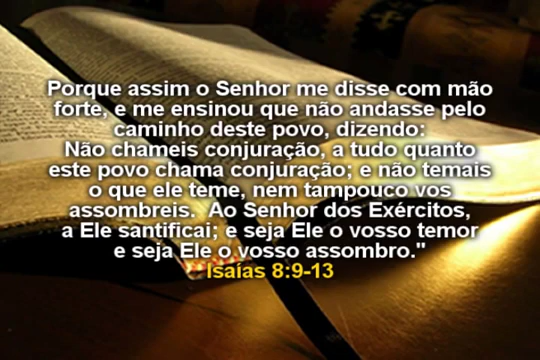 Porque assim o Senhor me disse com mão
forte, e me ensinou que não andasse pelo
caminho deste povo, dizendo:
Não chameis conjuração, a tudo quanto
este povo chama conjuração; e não temais
o que ele teme, nem tampouco vos
assombreis. Ao Senhor dos Exércitos,
a Ele santificai; e seja Ele o vosso temor
e seja Ele o vosso assombro."
Isaías 8:9-13